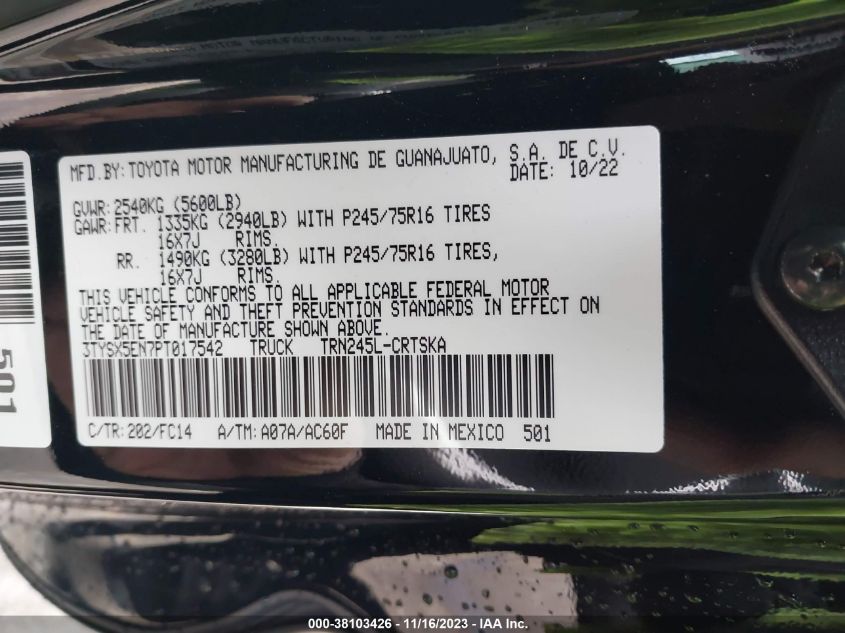 MFD.BY:TOYOTA MOTOR MANUFACTURING DE GUANAJUATO, S.A. DE C.V.
DATE: 10/22
GVWR:2540KG (5600LB)
GAWR:FRT. 1335KG (2940LB) WITH P245/75R16 TIRES
16X7J RIMS.
RR. 1490KG (3280LB) WITH P245/75R16 TIRES,
16X7J RIMS.
THIS VEHICLE CONFORMS TO ALL APPLICABLE FEDERAL MOTOR
VEHICLE SAFETY AND THEFT PREVENTION STANDARDS IN EFFECT ON
THE DATE OF MANUFACTURE SHOWN ABOVE.
3TYSX5EN7PT017542 TRUCK TRN245L-CRTSKA
C/TR:202/FC14 A/TM:A07A/AC60F MADE IN MEXICO 501
501
000-38103426 - 11/16/2023 - IAA Inc.